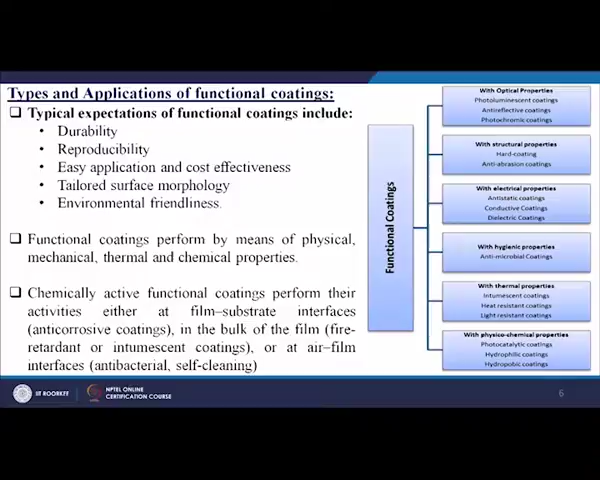 Types and Applications of functional coatings:
Typical expectations of functional coatings include:
Durability
Reproducibility
Easy application and cost effectiveness
Tailored surface morphology
Environmental friendliness.
Functional coatings perform by means of physical,
mechanical, thermal and chemical properties.
Chemically active functional coatings perform their
activities either at film–substrate interfaces
(anticorrosive coatings), in the bulk of the film (fire-
retardant or intumescent coatings), or at air–film
interfaces (antibacterial, self-cleaning)
Functional Coatings
With Optical Properties
Photoluminescent coatings
Antireflective coatings
Photochromic coatings
With structural properties
Hard-coating
Anti-abrasion coatings
With electrical properties
Antistatic coatings
Conductive Coatings
Dielectric Coatings
With hygienic properties
Anti-microbial Coatings
With thermal properties
Intumescent coatings
Heat resistant coatings
Light resistant coatings
With physico-chemical properties
Photocatalytic coatings
Hydrophilic coatings
Hydropobic coatings
IIT ROORKEE
NPTEL ONLINE
CERTIFICATION COURSE
6